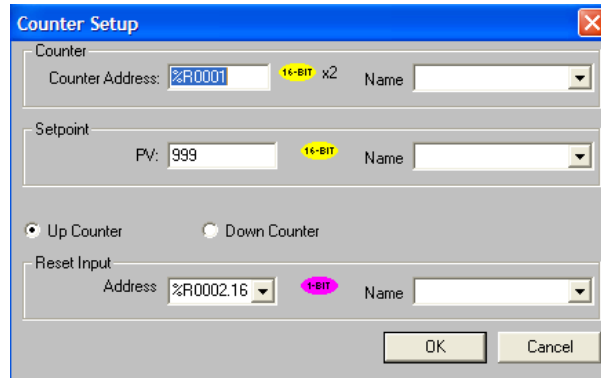 Counter Setup
Counter
Counter Address: %R0001 16-BIT x2 Name
Setpoint
PV: 999 16-BIT Name
Up Counter Down Counter
Reset Input
Address %R0002.16 1-BIT Name
OK Cancel